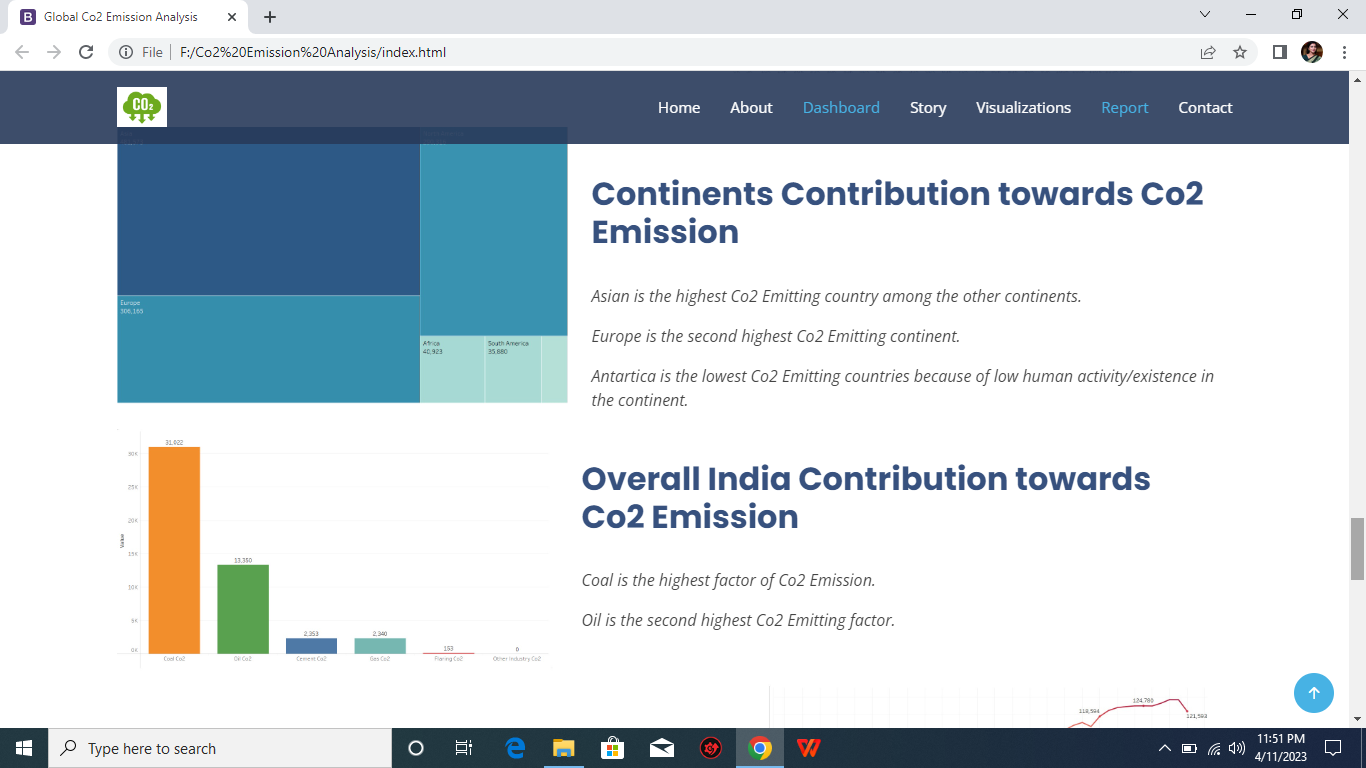 Global Co2 Emission Analysis
File
F:/Co2%20Emission%20Analysis/index.html
CO₂
Home About Dashboard Story Visualizations Report Contact
Continents Contribution towards Co2
Emission
Asian is the highest Co2 Emitting country among the other continents.
Europe is the second highest Co2 Emitting continent.
Antartica is the lowest Co2 Emitting countries because of low human activity/existence in
the continent.
Europe
306,165
Africa
40,923
South America
35,880
Overall India Contribution towards
Co2 Emission
Coal is the highest factor of Co2 Emission.
Oil is the second highest Co2 Emitting factor.
31,022
30K
25K
20K
Value
15K
13,350
10K
5K
2,353
2,340
153
0
0K
Coal Co2
Oil Co2
Cement Co2
Gas Co2
Flaring Co2
Other Industry Co2
118,594
124,780
121,593
Type here to search
11:51 PM
4/11/2023